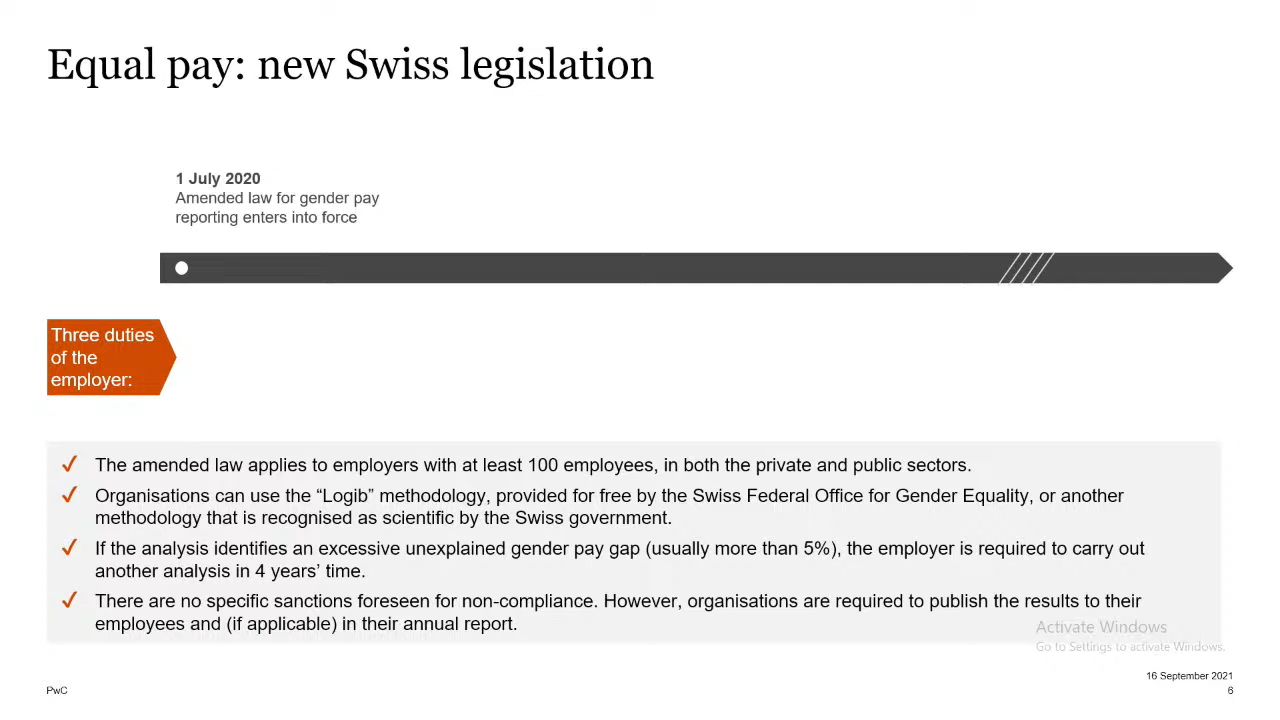 Equal pay: new Swiss legislation
1 July 2020
Amended law for gender pay
reporting enters into force
Three duties
of the
employer:
✓ The amended law applies to employers with at least 100 employees, in both the private and public sectors.
✓ Organisations can use the “Logib” methodology, provided for free by the Swiss Federal Office for Gender Equality, or another
methodology that is recognised as scientific by the Swiss government.
✓ If the analysis identifies an excessive unexplained gender pay gap (usually more than 5%), the employer is required to carry out
another analysis in 4 years’ time.
✓ There are no specific sanctions foreseen for non-compliance. However, organisations are required to publish the results to their
employees and (if applicable) in their annual report.
Activate Windows
Go to Settings to activate Windows.
16 September 2021
PwC
6